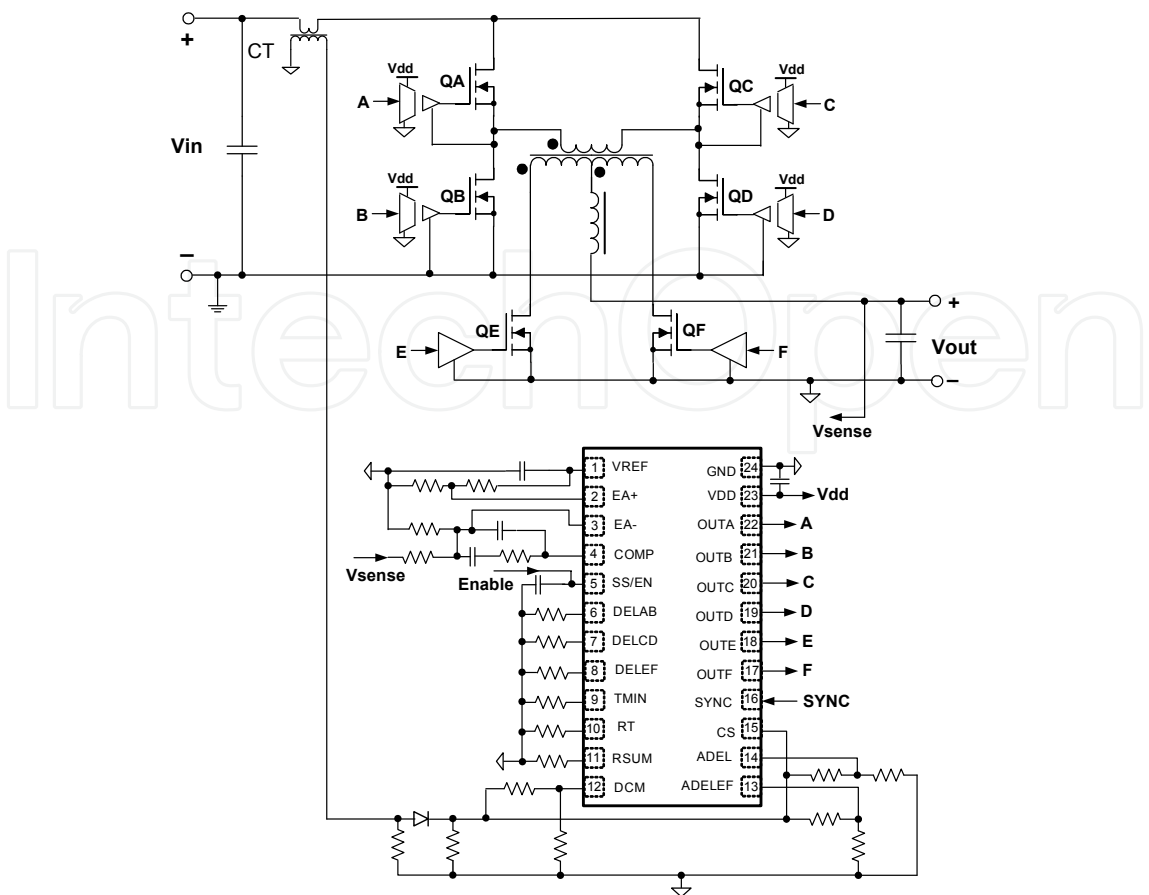 +
CT
Vdd
QA
A
QC
Vdd
C
Vin
Vdd
QB
B
QD
Vdd
D
–
IntechOpen
QE
E
QF
F
+
Vout
–
Vsense
1 VREF
2 EA+
3 EA-
4 COMP
Vsense
Enable
5 SS/EN
6 DELAB
7 DELCD
8 DELEF
9 TMIN
10 RT
11 RSUM
12 DCM
GND 24
VDD 23 Vdd
OUTA 22 A
OUTB 21 B
OUTC 20 C
OUTD 19 D
OUTE 18 E
OUTF 17 F
SYNC 16 SYNC
CS 15
ADEL 14
ADELEF 13